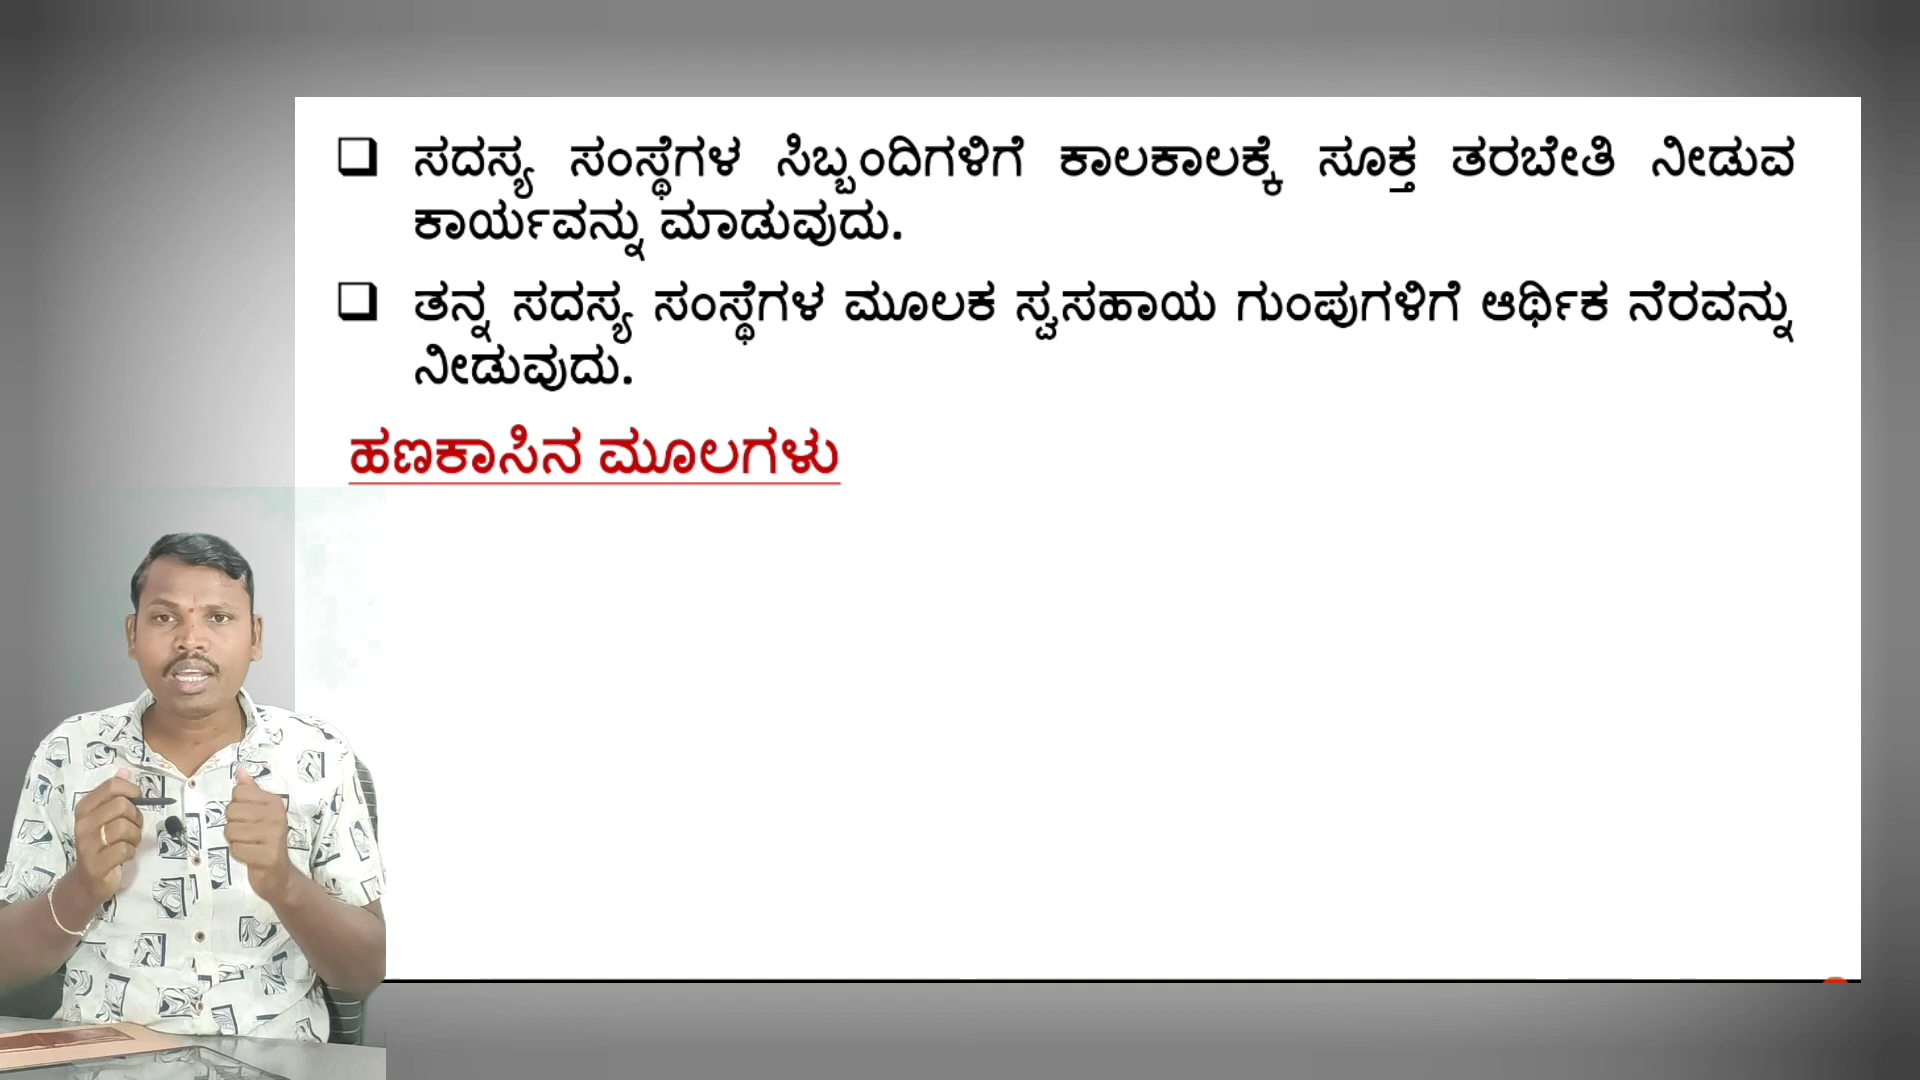 ❑ ಸದಸ್ಯ ಸಂಸ್ಥೆಗಳ ಸಿಬ್ಬಂದಿಗಳಿಗೆ ಕಾಲಕಾಲಕ್ಕೆ ಸೂಕ್ತ ತರಬೇತಿ ನೀಡುವ
ಕಾರ್ಯವನ್ನು ಮಾಡುವುದು.
❑ ತನ್ನ ಸದಸ್ಯ ಸಂಸ್ಥೆಗಳ ಮೂಲಕ ಸ್ವಸಹಾಯ ಗುಂಪುಗಳಿಗೆ ಆರ್ಥಿಕ ನೆರವನ್ನು
ನೀಡುವುದು.
ಹಣಕಾಸಿನ ಮೂಲಗಳು